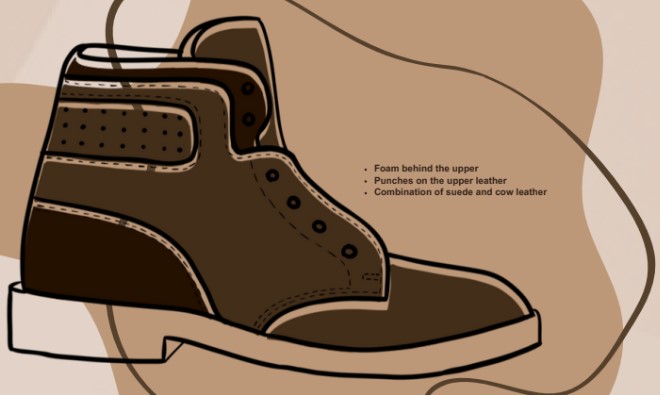 • Foam behind the upper
• Punches on the upper leather
• Combination of suede and cow leather